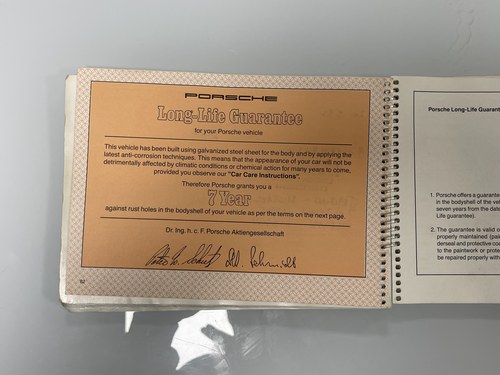 PORSCHE
Long-Life Guarantee
for your Porsche vehicle
This vehicle has been built using galvanized steel sheet for the body and by applying the
latest anti-corrosion techniques. This means that the appearance of your car will not be
detrimentally affected by climatic conditions or chemical action for many years to come,
provided you observe our "Car Care Instructions".
Therefore Porsche grants you a
7 Year
against rust holes in the bodyshell of your vehicle as per the terms on the next page.
Dr. Ing. h. c. F. Porsche Aktiengesellschaft
62
Porsche Long-Life Guarant
1. Porsche offers a guarante
in the bodyshell of the veh
seven years from the date
Life guarantee).
2. The guarantee is valid o
properly maintained (pai
derseal and protective co
to the paintwork or prote
be repaired properly with